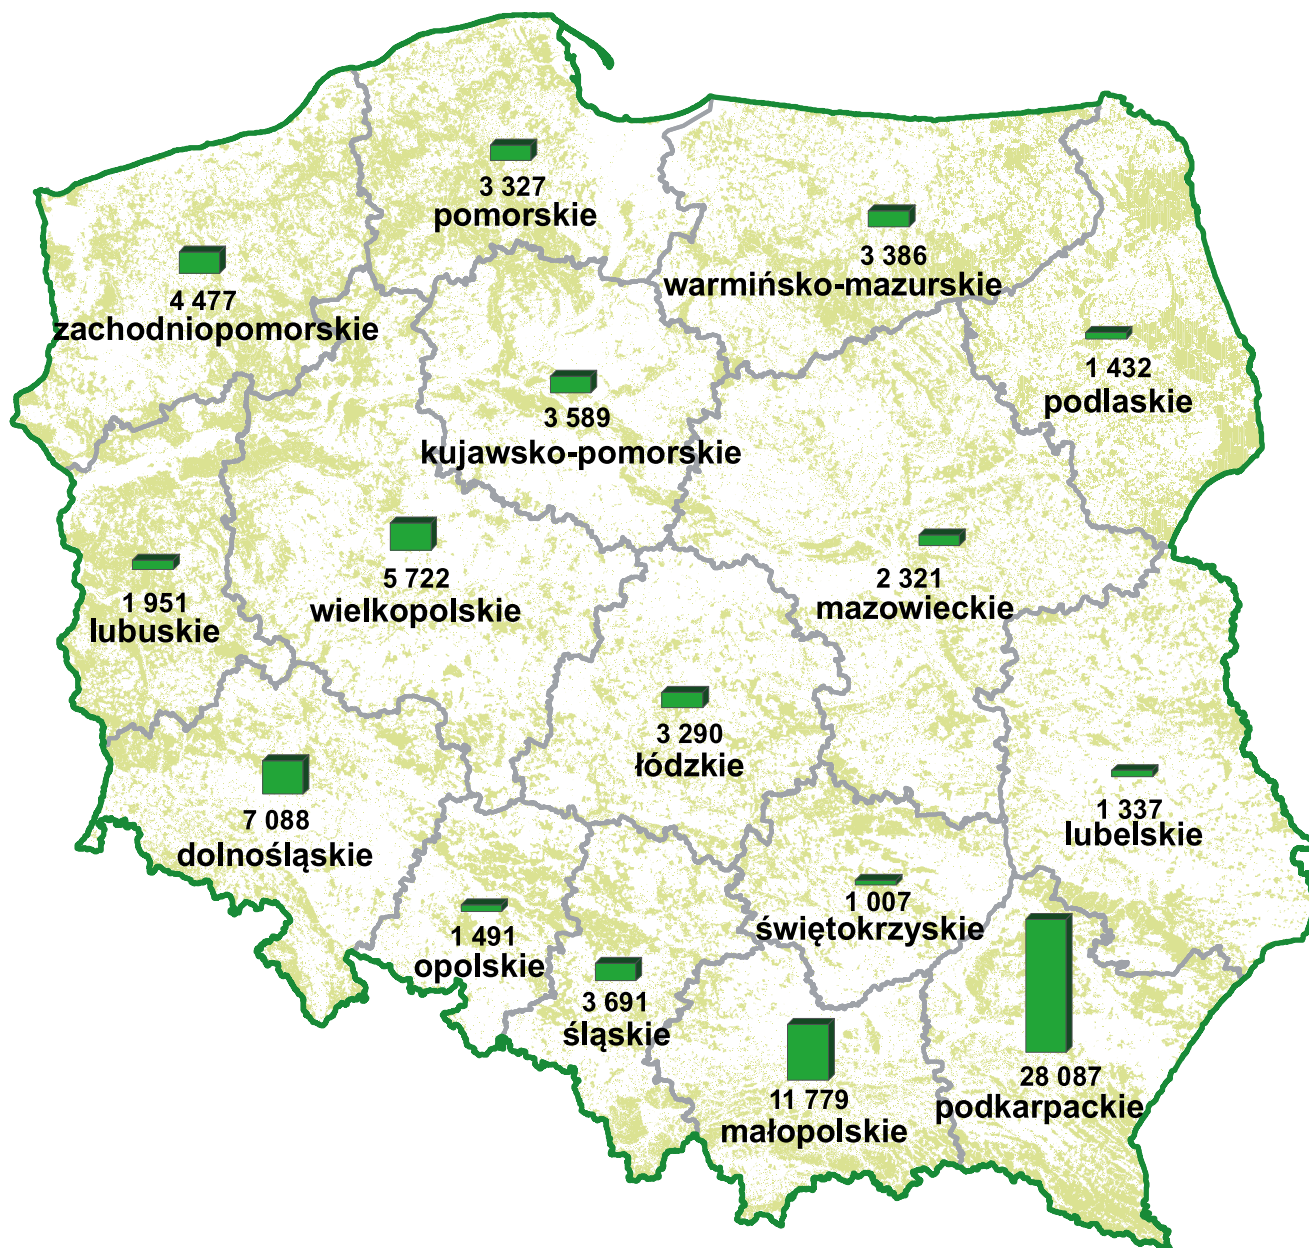 3 327
pomorskie
3 386
warmińsko-mazurskie
4 477
zachodniopomorskie
1 432
podlaskie
3 589
kujawsko-pomorskie
5 722
wielkopolskie
2 321
mazowieckie
1 951
lubuskie
3 290
łódzkie
7 088
dolnośląskie
1 337
lubelskie
1 007
świętokrzyskie
1 491
opolskie
3 691
śląskie
28 087
podkarpackie
11 779
małopolskie